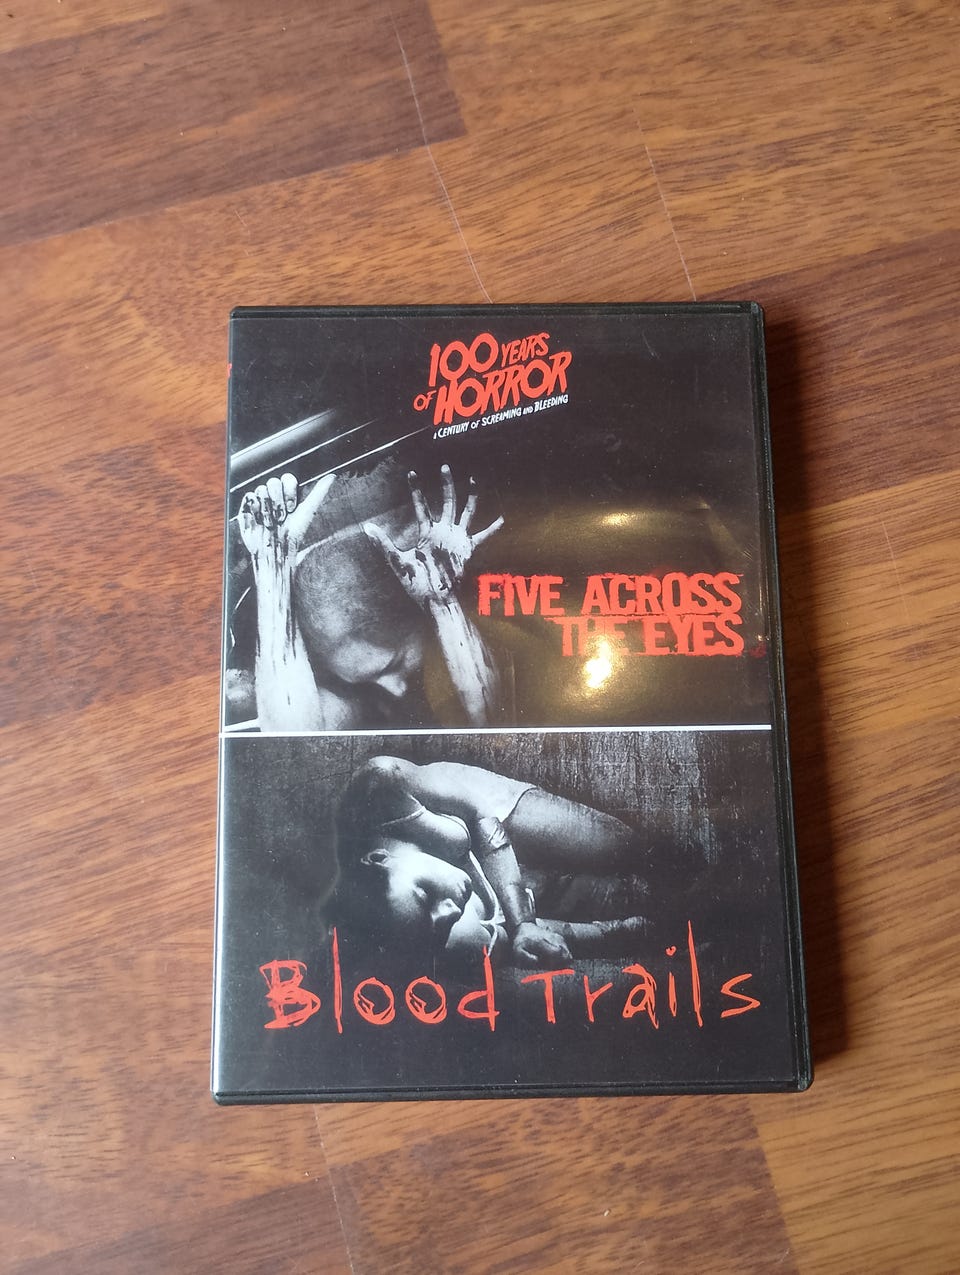 100 YEARS
OF HORROR
A CENTURY OF SCREAMING AND BLEEDING
FIVE ACROSS
THE EYES
Blood Trails